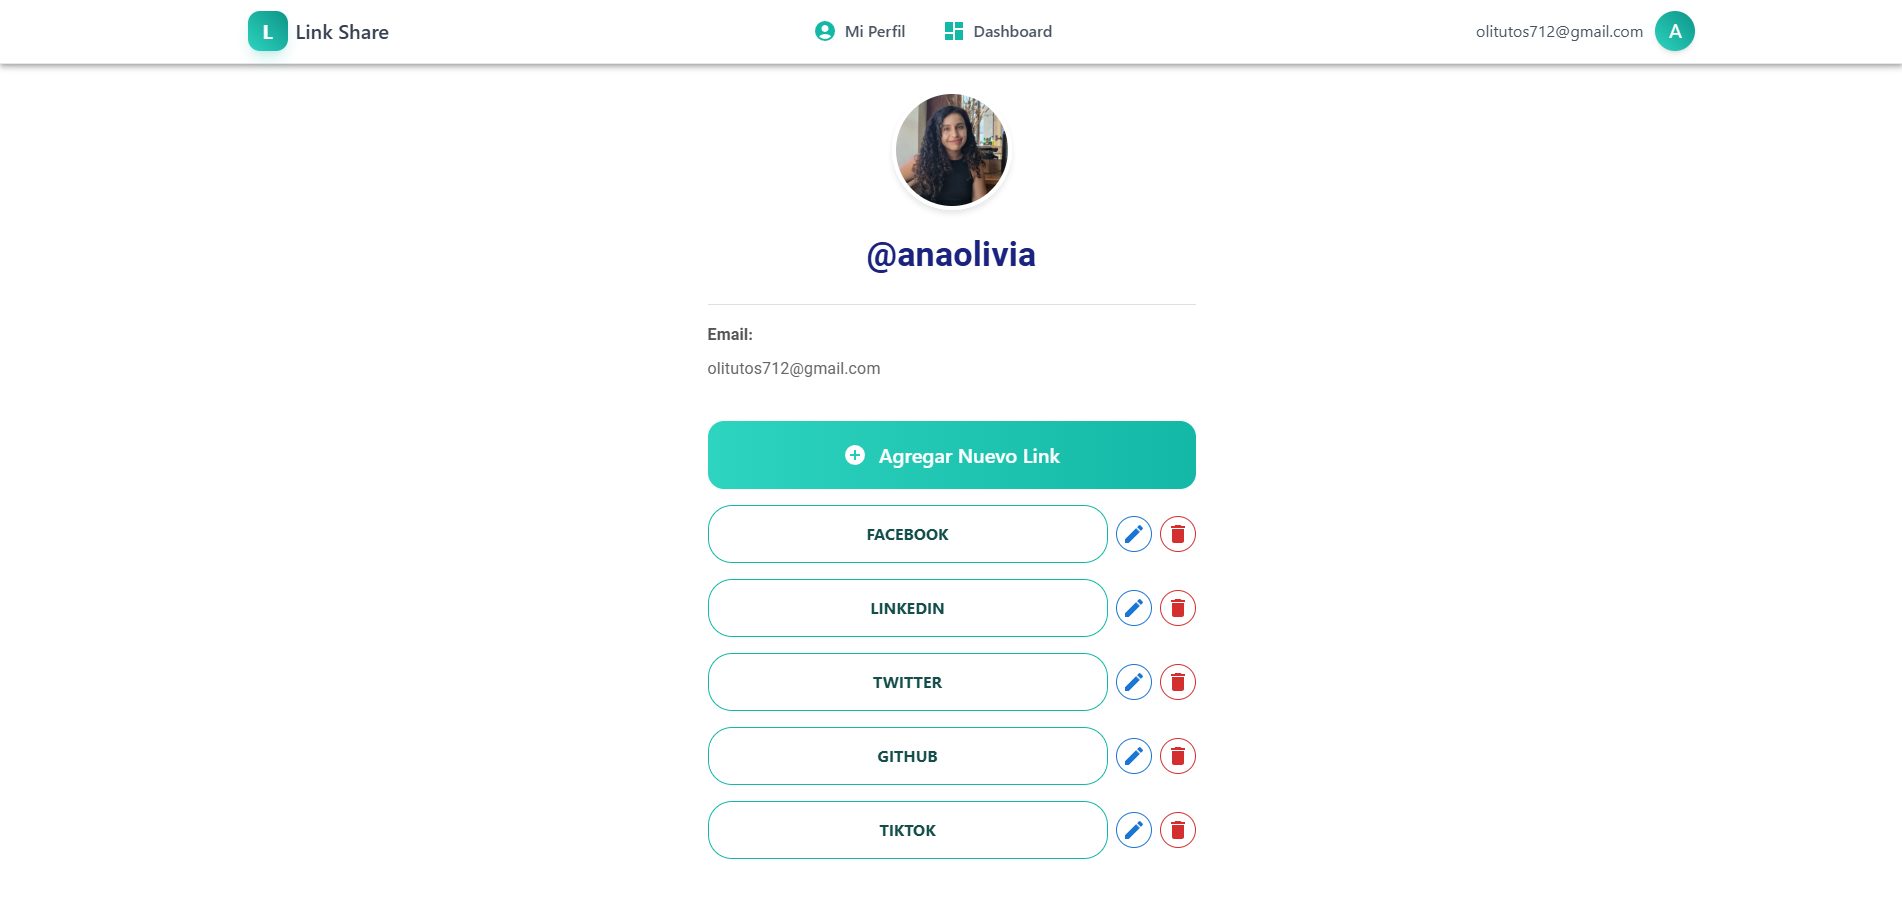 L Link Share
Mi Perfil
Dashboard
olitutos712@gmail.com
A
@anaolivia
Email:
olitutos712@gmail.com
Agregar Nuevo Link
FACEBOOK
LINKEDIN
TWITTER
GITHUB
TIKTOK